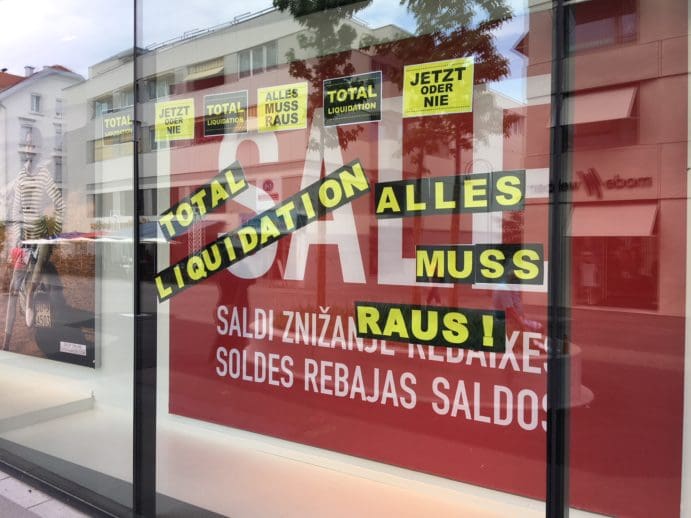 TOTAL
LIQUIDATION
JETZT
ODER
NIE
TOTAL
LIQUIDATION
ALLES
MUSS
RAUS
TOTAL
LIQUIDATION
JETZT
ODER
NIE
SALE
TOTAL
LIQUIDATION
ALLES
MUSS
RAUS!
SALDI ZNIŽANJE REBAIXES
SOLDES REBAJAS SALDOS